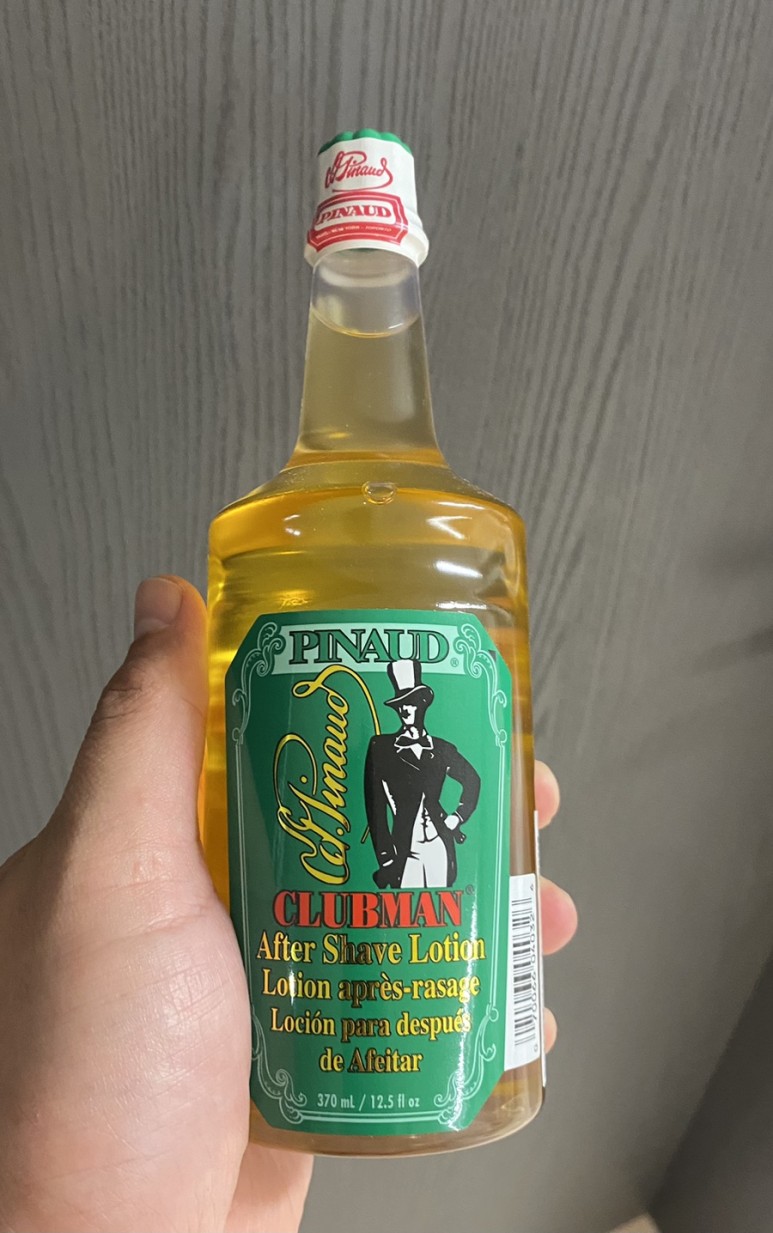 Ed. Pinaud
PINAUD
PINAUD®
Ed. Pinaud
CLUBMAN®
After Shave Lotion
Lotion après-rasage
Loción para después
de Afeitar
370 mL / 12.5 fl oz